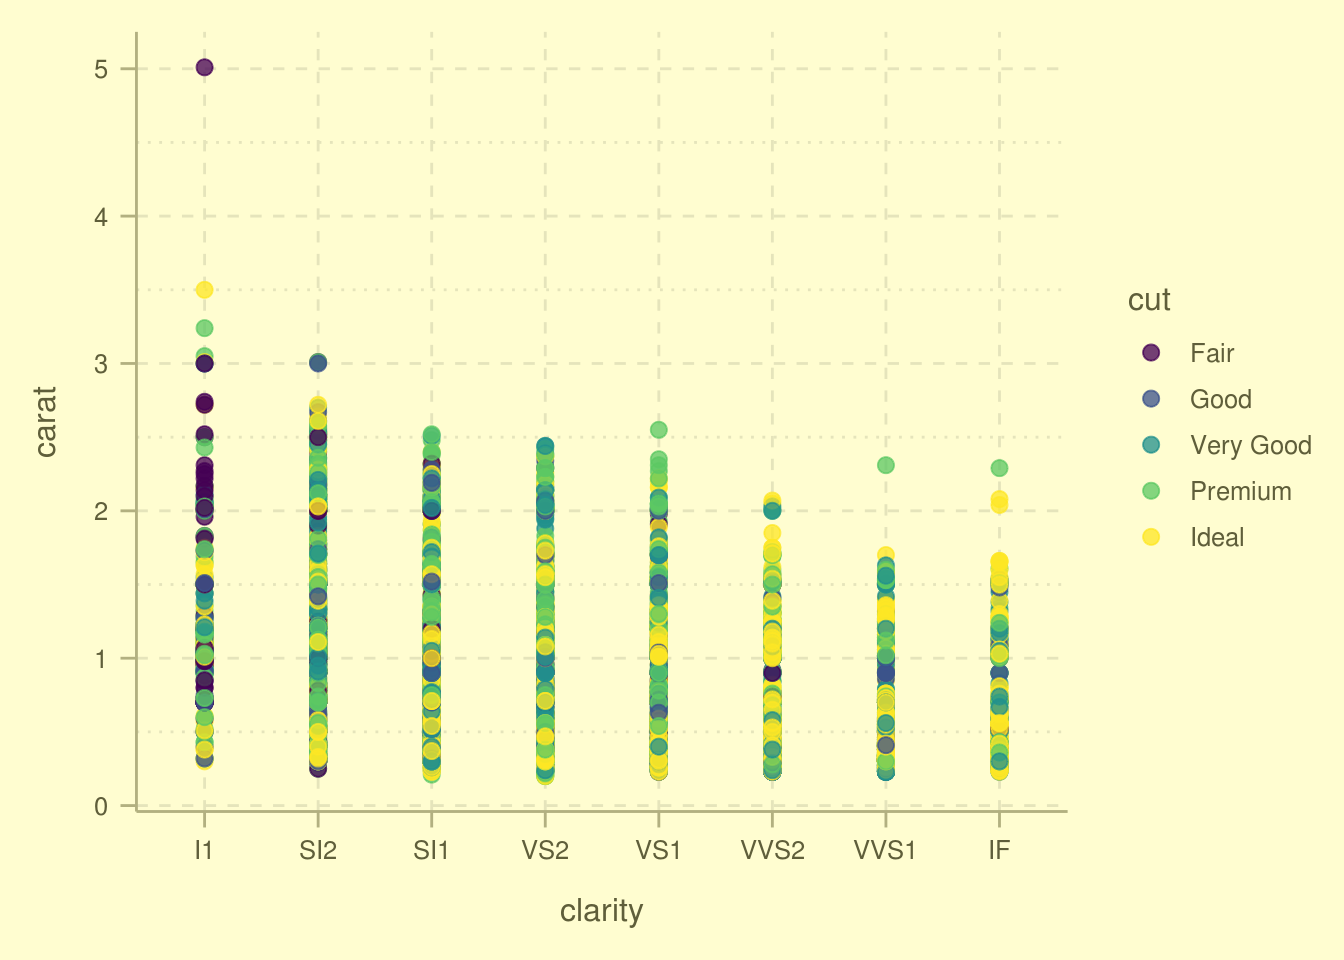 5
4
3
2
1
0
carat
I1 SI2 SI1 VS2 VS1 VVS2 VVS1 IF
clarity
cut
Fair
Good
Very Good
Premium
Ideal